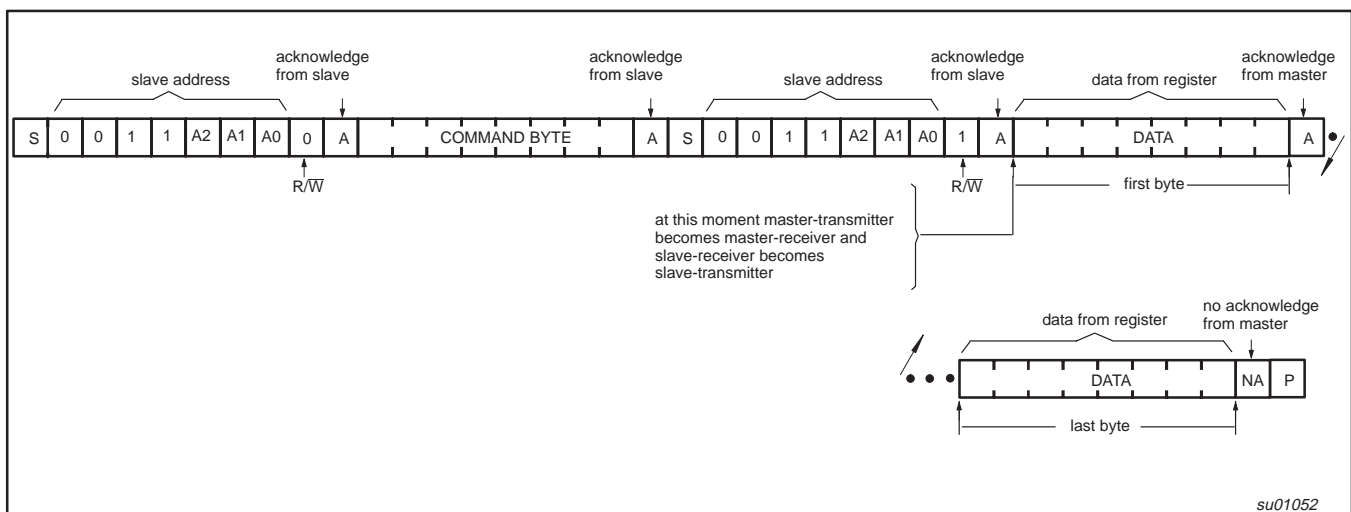 acknowledge
from slave
acknowledge
from slave
acknowledge
from slave
acknowledge
from master
slave address
slave address
data from register
S 0 0 1 1 A2 A1 A0 0 A COMMAND BYTE A S 0 0 1 1 A2 A1 A0 1 A DATA A
R/W̅
R/W̅
first byte
at this moment master-transmitter
becomes master-receiver and
slave-receiver becomes
slave-transmitter
data from register
no acknowledge
from master
DATA NA P
last byte
su01052